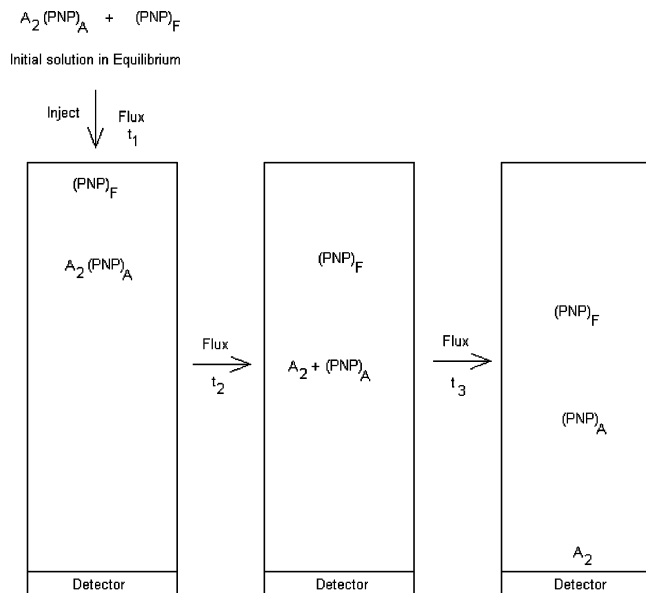 A2(PNP)A + (PNP)F
Initial solution in Equilibrium
Inject Flux
t1
(PNP)F
A2(PNP)A
Detector
Flux
t2
(PNP)F
A2 + (PNP)A
Detector
Flux
t3
(PNP)F
(PNP)A
A2
Detector